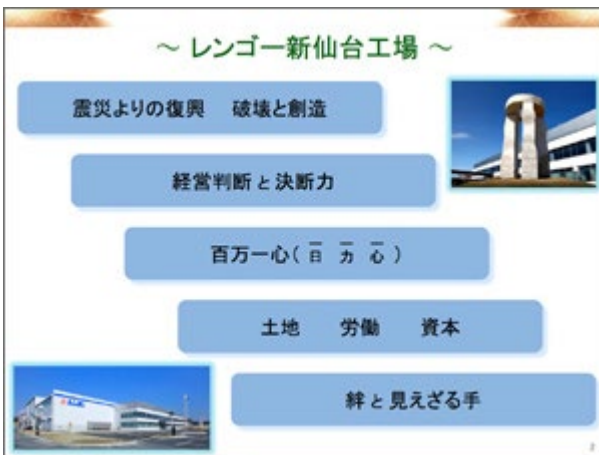 ～ レンゴー新仙台工場 ～
震災よりの復興　破壊と創造
経営判断と決断力
百万一心（一日 一力 一心）
土地　労働　資本
絆と見えざる手